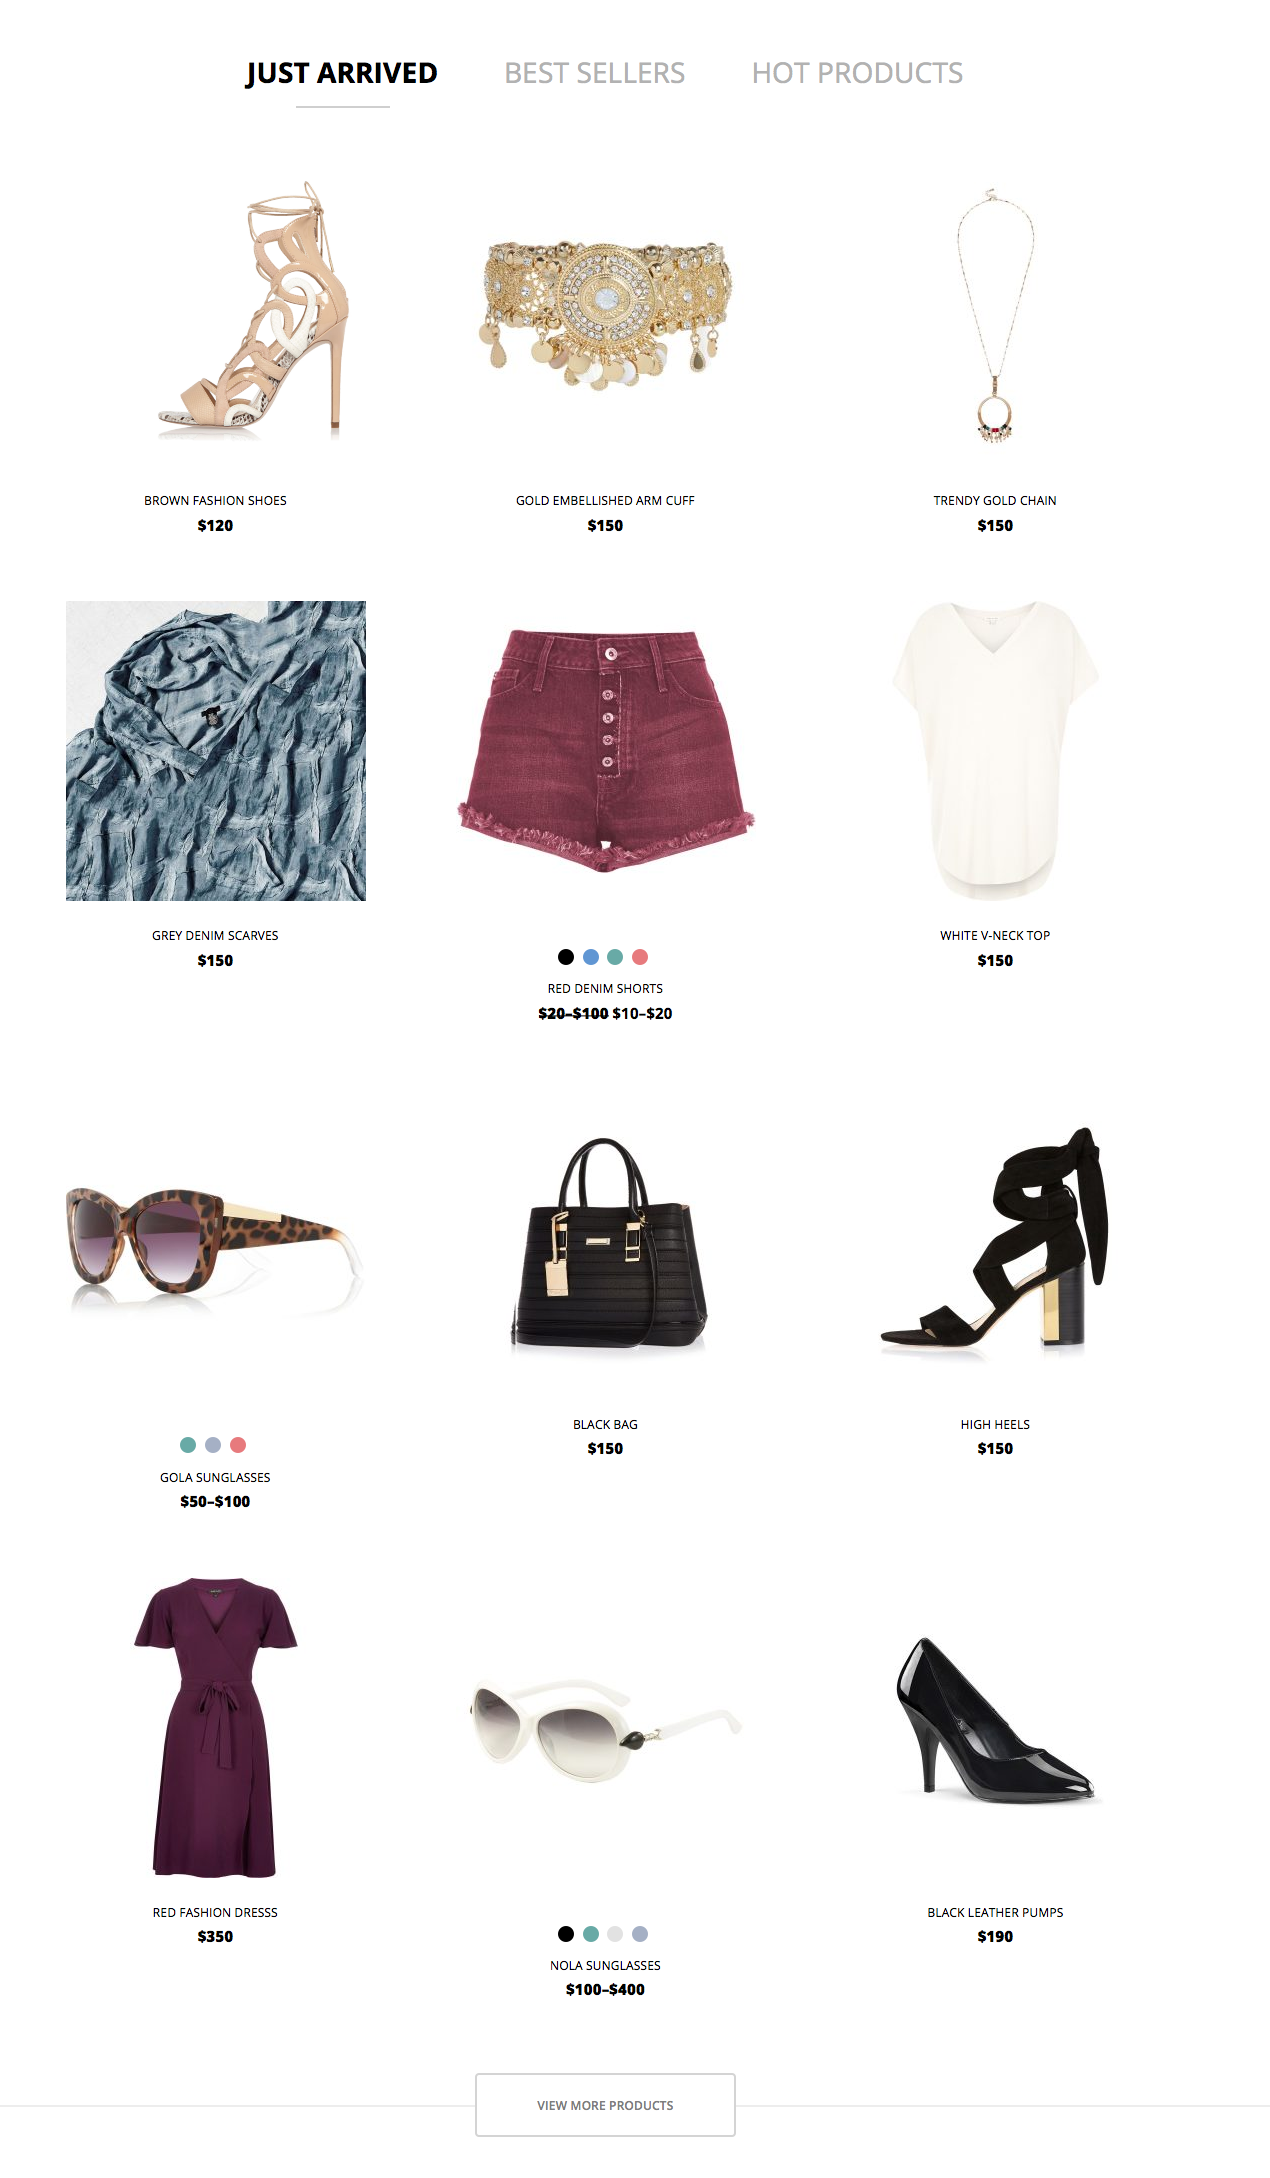 JUST ARRIVED BEST SELLERS HOT PRODUCTS
BROWN FASHION SHOES
$120
GOLD EMBELLISHED ARM CUFF
$150
TRENDY GOLD CHAIN
$150
GREY DENIM SCARVES
$150
RED DENIM SHORTS
$20–$100 $10–$20
WHITE V-NECK TOP
$150
GOLA SUNGLASSES
$50–$100
BLACK BAG
$150
HIGH HEELS
$150
RED FASHION DRESSS
$350
NOLA SUNGLASSES
$100–$400
BLACK LEATHER PUMPS
$190
VIEW MORE PRODUCTS